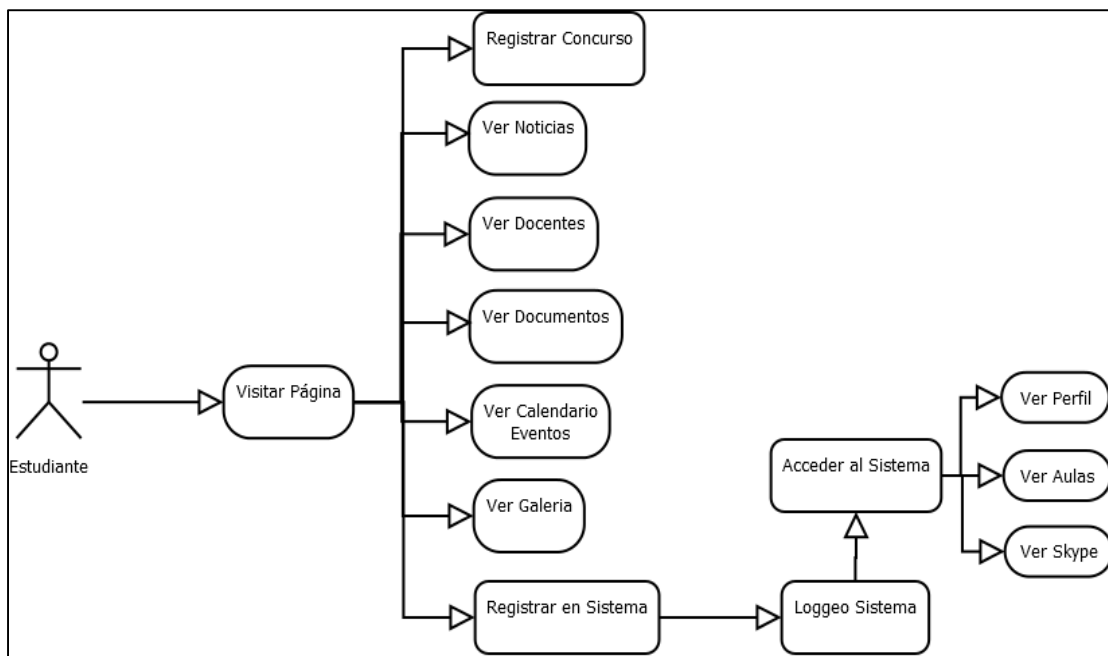 Registrar Concurso
Ver Noticias
Ver Docentes
Ver Documentos
Estudiante
Visitar Página
Ver Calendario
Eventos
Ver Galeria
Registrar en Sistema
Loggeo Sistema
Acceder al Sistema
Ver Perfil
Ver Aulas
Ver Skype